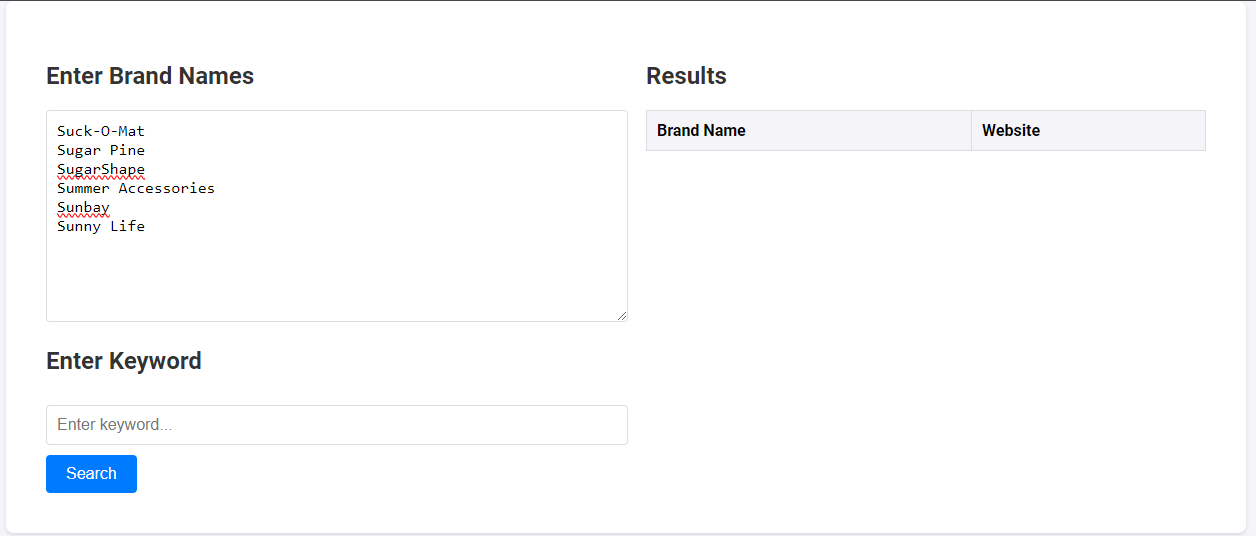 Enter Brand Names
Suck-O-Mat
Sugar Pine
SugarShape
Summer Accessories
Sunbay
Sunny Life
Enter Keyword
Enter keyword...
Search
Results
Brand Name Website